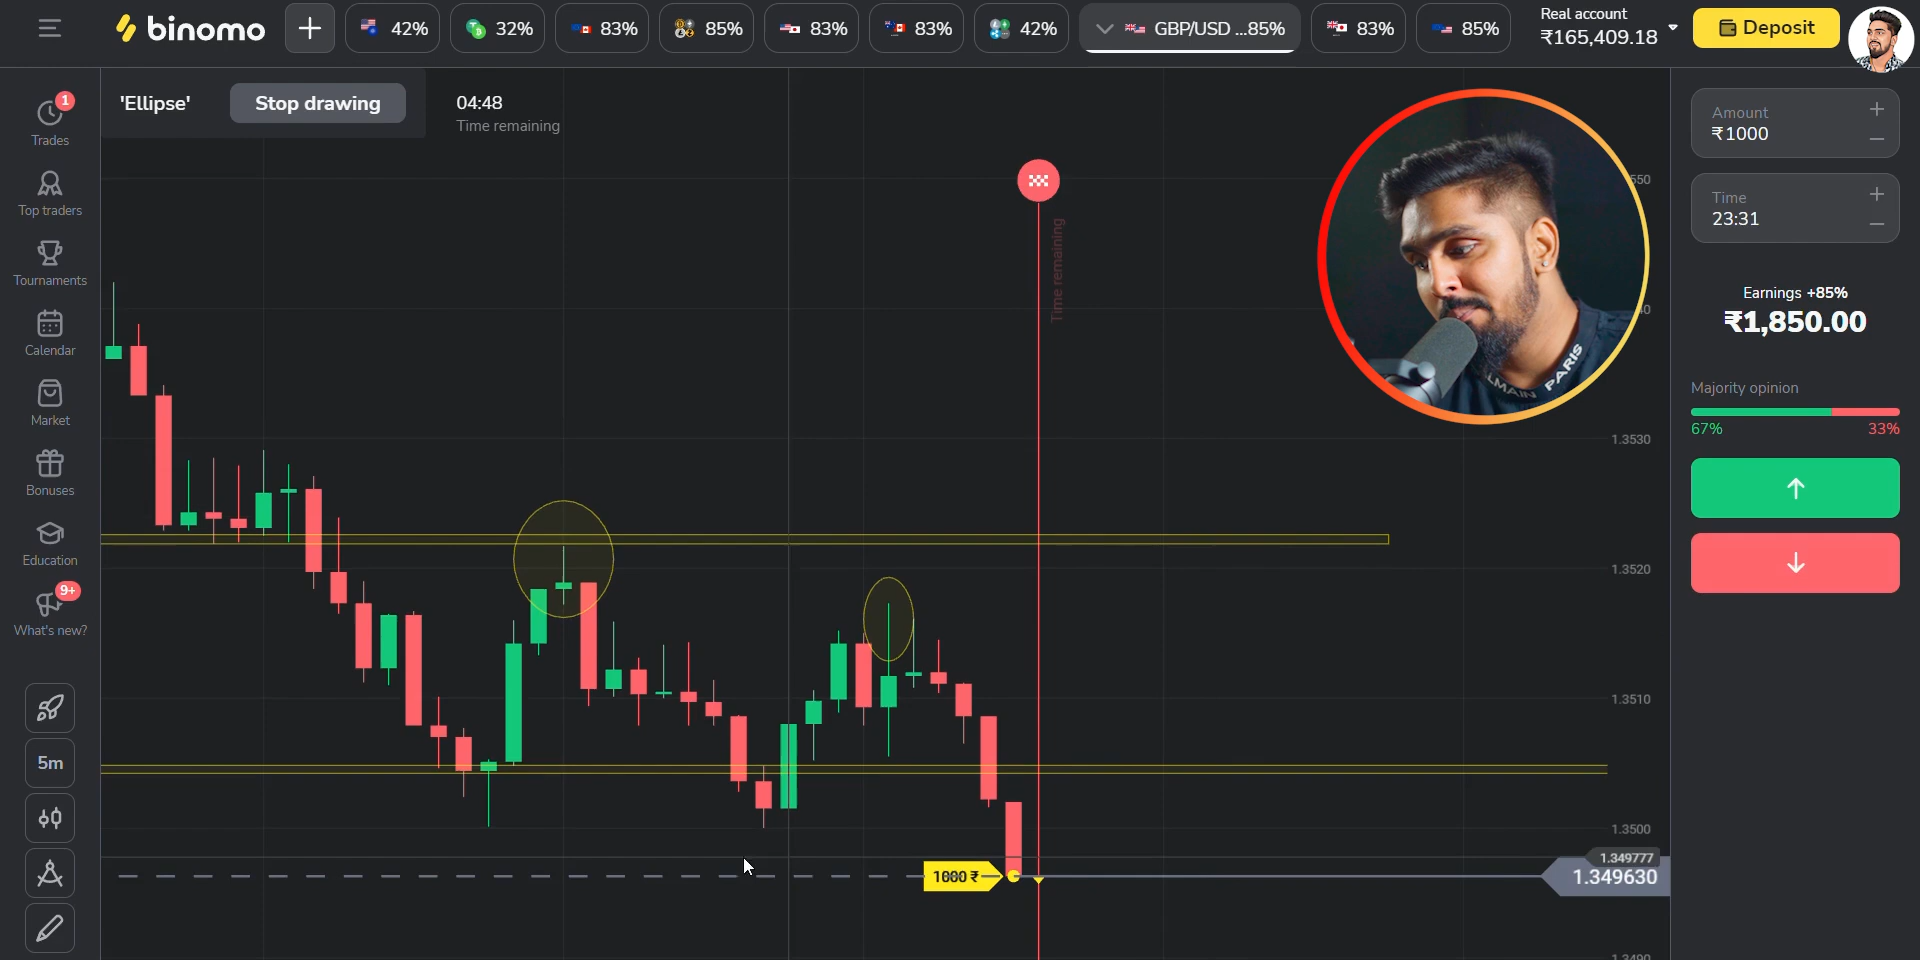 binomo
42%
32%
83%
85%
83%
83%
42%
GBP/USD ...85%
83%
85%
Real account
₹165,409.18
Deposit
'Ellipse'
Stop drawing
04:48
Time remaining
1
Trades
Top traders
Tournaments
Calendar
Market
Bonuses
Education
9+
What's new?
5m
Time remaining
PARIS
1.3530
1.3520
1.3510
1.3500
1.349777
1.349630
1.3490
1000 ₹
Amount
₹1000
Time
23:31
Earnings +85%
₹1,850.00
Majority opinion
67%
33%